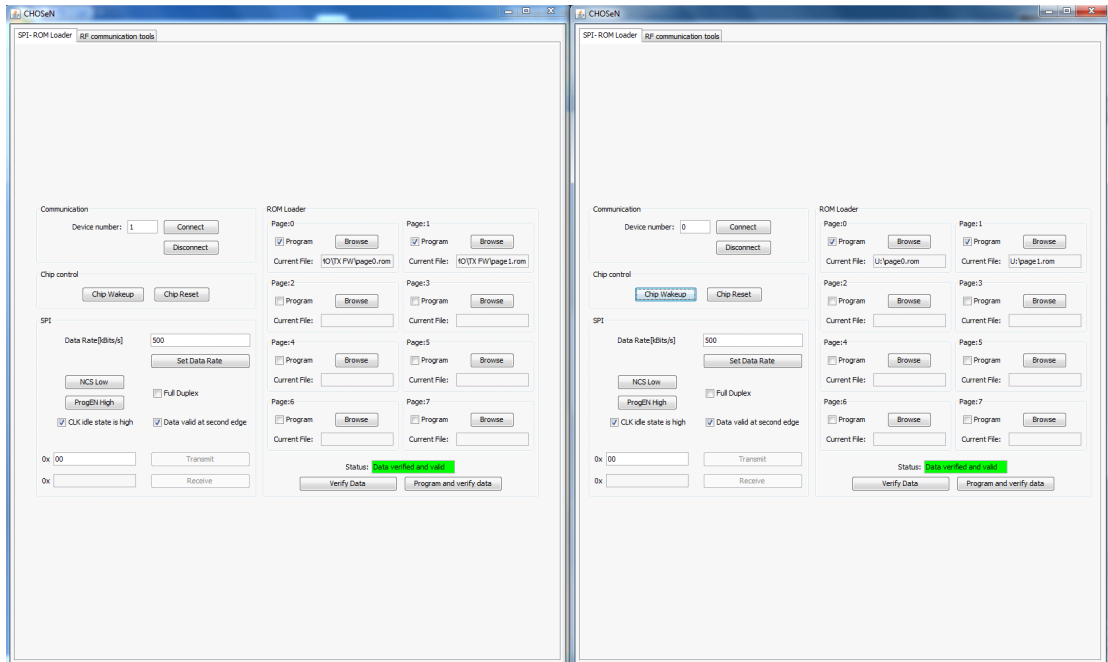 CHOSeN
SPI- ROM Loader RF communication tools
Communication
Device number: 1 Connect
Disconnect
Chip control
Chip Wakeup Chip Reset
SPI
Data Rate[kBits/s] 500
Set Data Rate
NCS Low
Full Duplex
ProgEN High
CLK idle state is high Data valid at second edge
0x 00 Transmit
0x Receive
ROM Loader
Page:0 Page:1
Program Browse Program Browse
Current File: !O\TX FW\page0.rom Current File: !O\TX FW\page1.rom
Page:2 Page:3
Program Browse Program Browse
Current File: Current File:
Page:4 Page:5
Program Browse Program Browse
Current File: Current File:
Page:6 Page:7
Program Browse Program Browse
Current File: Current File:
Status: Data verified and valid
Verify Data Program and verify data
CHOSeN
SPI- ROM Loader RF communication tools
Communication
Device number: 0 Connect
Disconnect
Chip control
Chip Wakeup Chip Reset
SPI
Data Rate[kBits/s] 500
Set Data Rate
NCS Low
Full Duplex
ProgEN High
CLK idle state is high Data valid at second edge
0x 00 Transmit
0x Receive
ROM Loader
Page:0 Page:1
Program Browse Program Browse
Current File: U:\page0.rom Current File: U:\page1.rom
Page:2 Page:3
Program Browse Program Browse
Current File: Current File:
Page:4 Page:5
Program Browse Program Browse
Current File: Current File:
Page:6 Page:7
Program Browse Program Browse
Current File: Current File:
Status: Data verified and valid
Verify Data Program and verify data